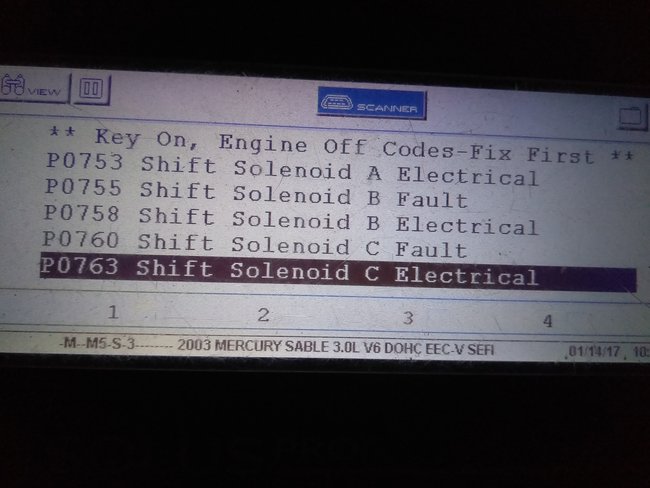 VIEW
SCANNER
** Key On, Engine Off Codes-Fix First **
P0753 Shift Solenoid A Electrical
P0755 Shift Solenoid B Fault
P0758 Shift Solenoid B Electrical
P0760 Shift Solenoid C Fault
P0763 Shift Solenoid C Electrical
1 2 3 4
-M--M5-S-3-------- 2003 MERCURY SABLE 3.0L V6 DOHC EEC-V SEFI 01/14/17